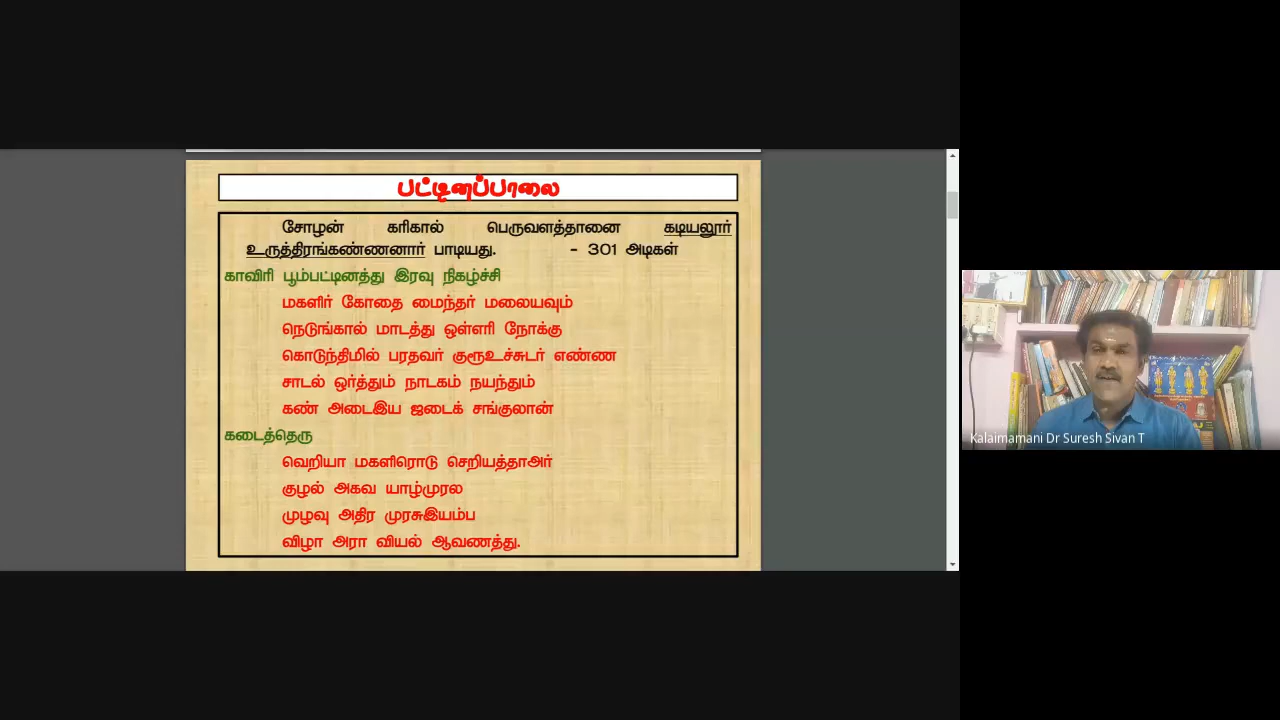 பட்டினப்பாலை
சோழன் கரிகால் பெருவளத்தானை கடியலூர்
உருத்திரங்கண்ணனார் பாடியது. - 301 அடிகள்
காவிரி பூம்பட்டினத்து இரவு நிகழ்ச்சி
மகளிர் கோதை மைந்தர் மலையவும்
நெடுங்கால் மாடத்து ஒள்ளரி நோக்கு
கொடுந்திமில் பரதவர் குரூஉச்சுடர் எண்ண
சாடல் ஓர்த்தும் நாடகம் நயந்தும்
கண் அடைஇய ஜடைக் சங்குலான்
கடைத்தெரு
வெறியா மகளிரொடு செறியத்தாஅர்
குழல் அகவ யாழ்முரல
முழவு அதிர முரசுஇயம்ப
விழா அரா வியல் ஆவணத்து.
Kalaimamani Dr Suresh Sivan T